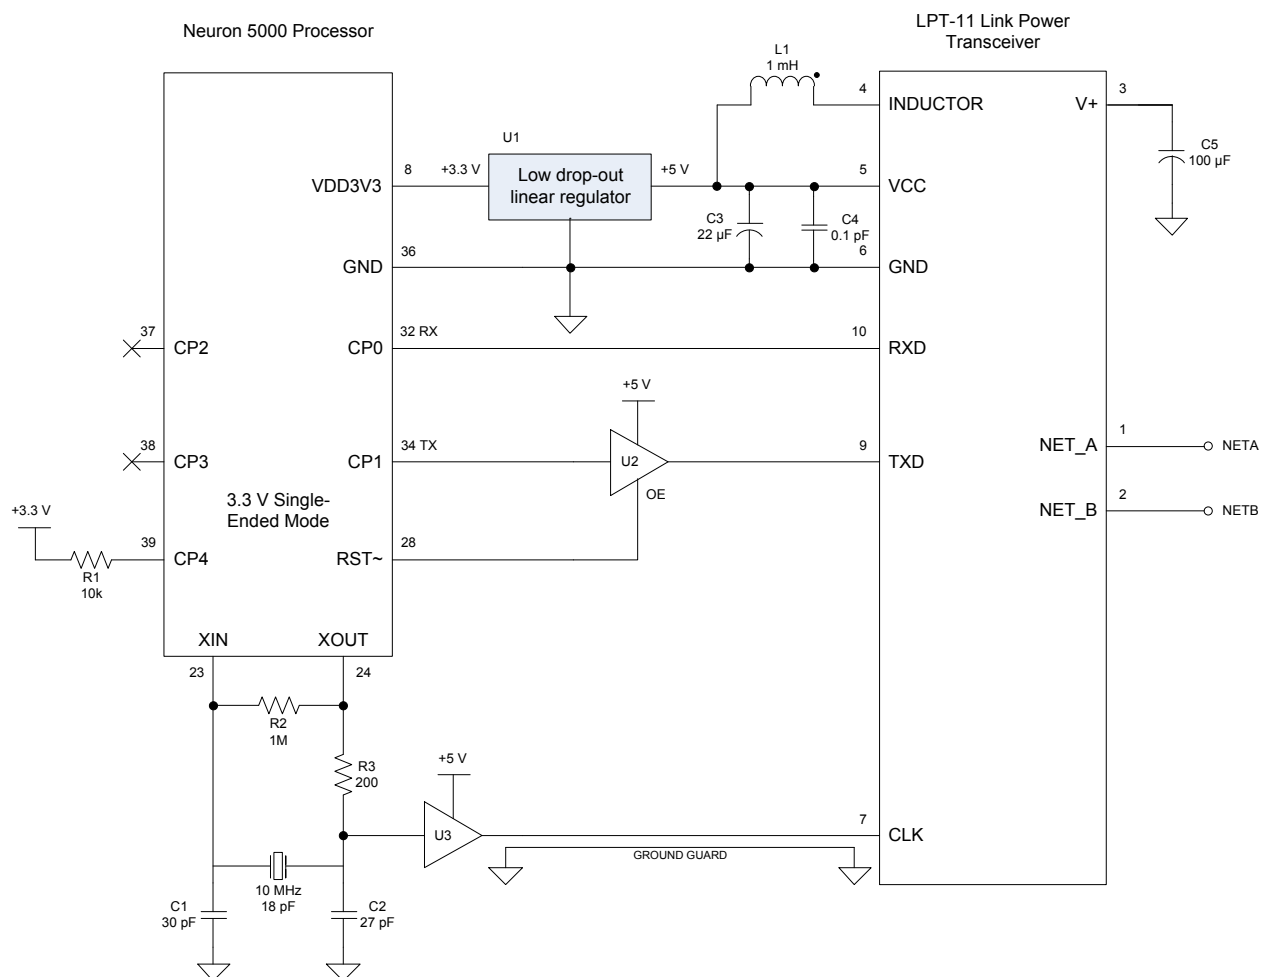 Neuron 5000 Processor
LPT-11 Link Power
Transceiver
L1
1 mH
4
INDUCTOR
V+
3
C5
100 µF
U1
8
+3.3 V
VDD3V3
Low drop-out
linear regulator
+5 V
5
VCC
C3
22 µF
C4
0.1 pF
36
GND
6
GND
37
CP2
32 RX
CP0
10
RXD
+5 V
38
CP3
34 TX
CP1
U2
OE
9
TXD
NET_A
1
NETA
NET_B
2
NETB
3.3 V Single-
Ended Mode
+3.3 V
39
CP4
R1
10k
28
RST~
XIN
XOUT
23
24
R2
1M
R3
200
+5 V
U3
7
CLK
GROUND GUARD
10 MHz
18 pF
C1
30 pF
C2
27 pF